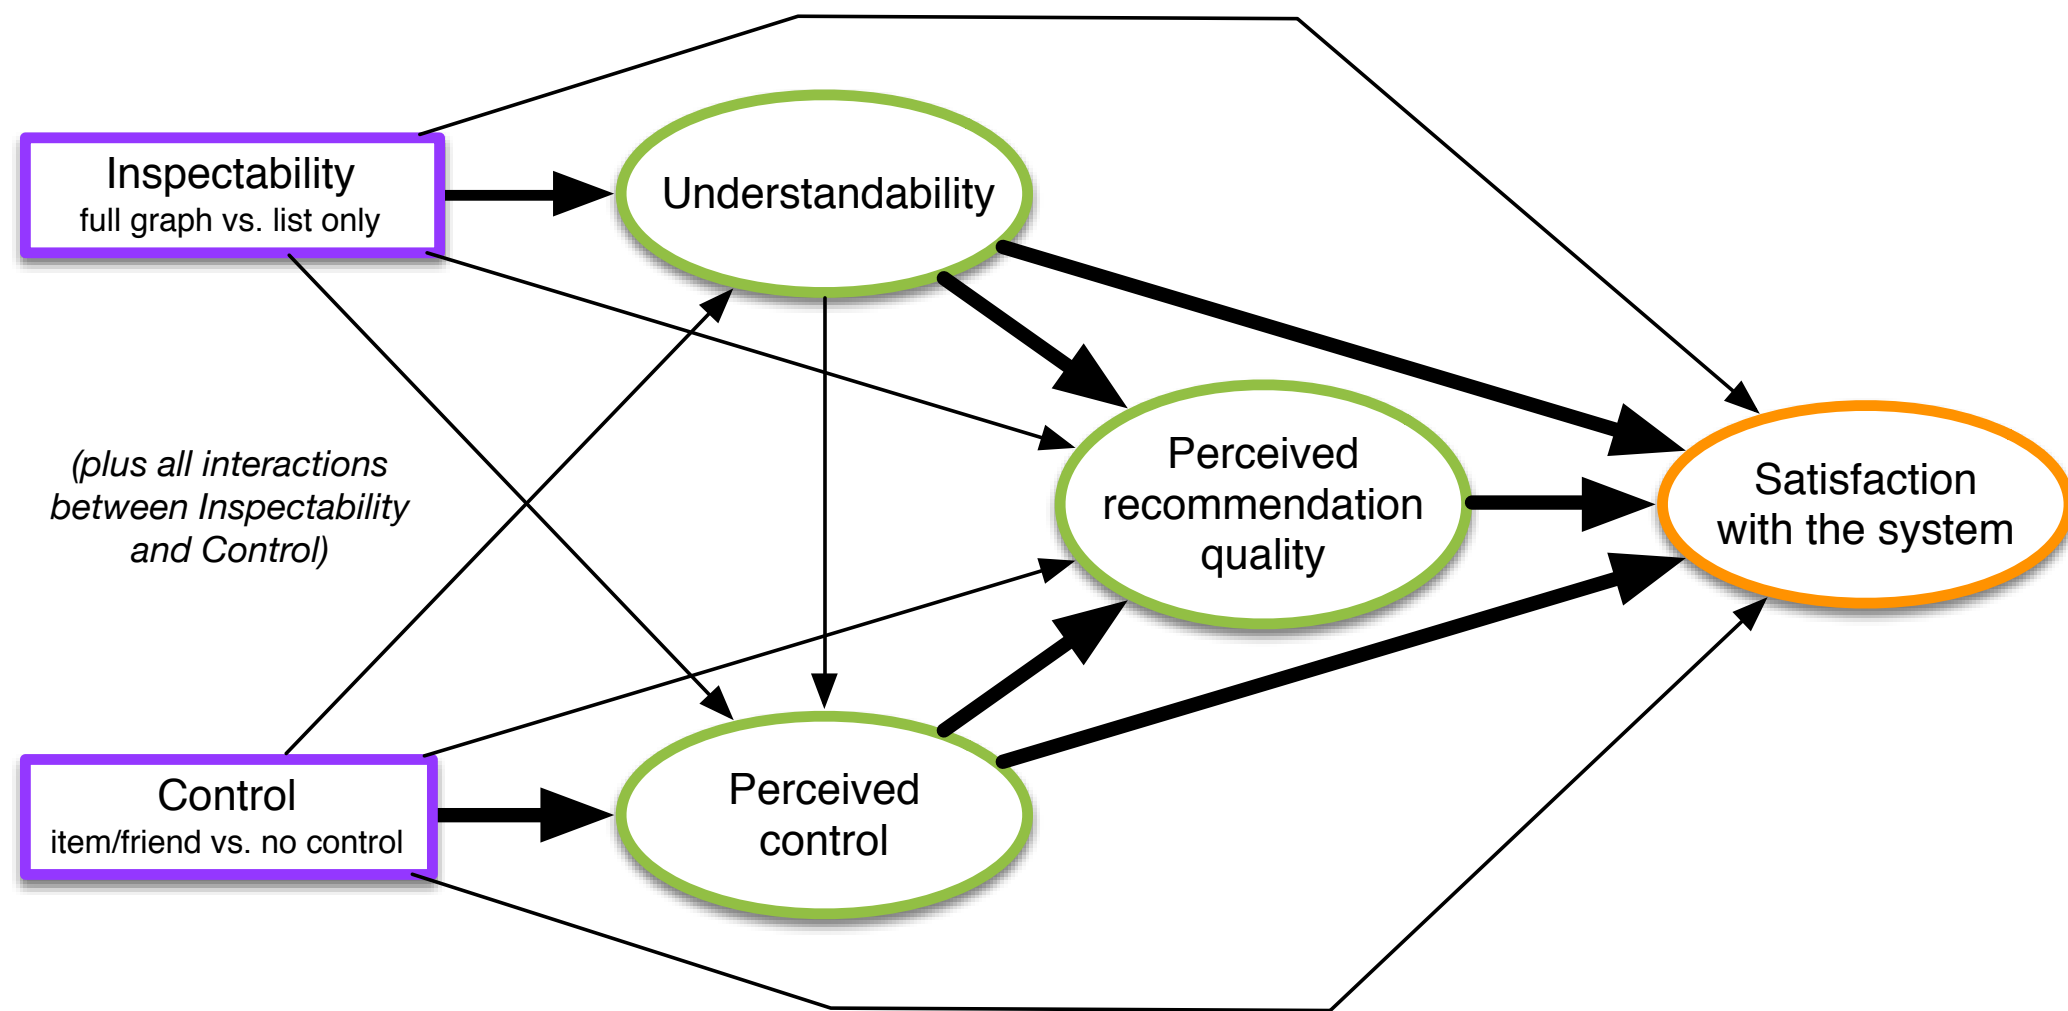 Inspectability
full graph vs. list only
Understandability
(plus all interactions
between Inspectability
and Control)
Perceived
recommendation
quality
Satisfaction
with the system
Control
item/friend vs. no control
Perceived
control